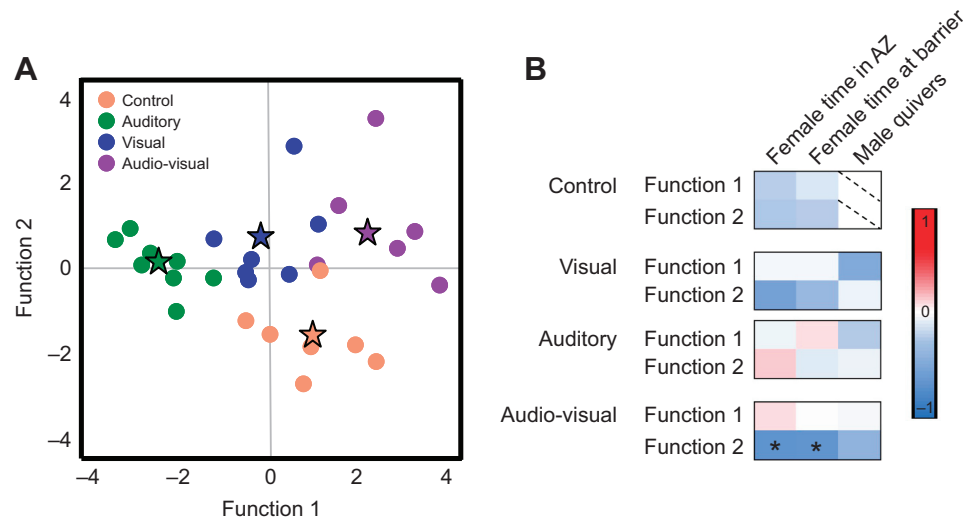 A
4
2
0
–2
–4
Function 2
Control
Auditory
Visual
Audio-visual
–4
–2
0
2
4
Function 1
B
Female time in AZ
Female time at barrier
Male quivers
Control
Function 1
Function 2
Visual
Function 1
Function 2
Auditory
Function 1
Function 2
Audio-visual
Function 1
Function 2
* *
1
0
–1